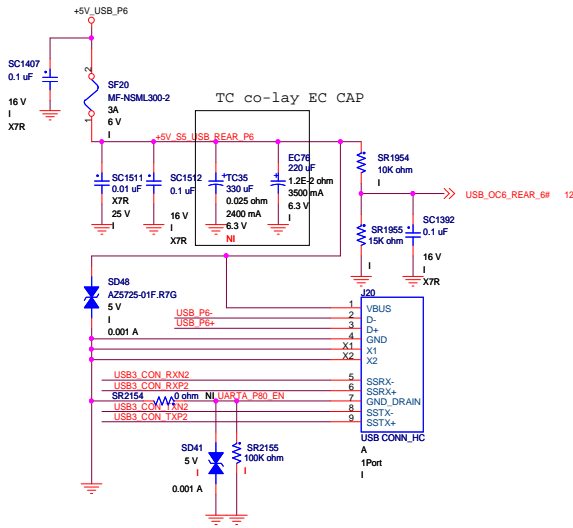 +5V_USB_P6
SC1407
0.1 uF
16 V
I
X7R
2
SF20
MF-NSML300-2
3A
6 V
I
1
TC co-lay EC CAP
+5V_S5_USB_REAR_P6
SC1511
0.01 uF
X7R
25 V
I
SC1512
0.1 uF
16 V
I
X7R
TC35
330 uF
0.025 ohm
2400 mA
6.3 V
NI
EC76
220 uF
1.2E-2 ohm
3500 mA
6.3 V
I
SR1954
10K ohm
I
USB_OC6_REAR_6# 12
SR1955
15K ohm
I
SC1392
0.1 uF
16 V
I
X7R
SD48
AZ5725-01F.R7G
5 V
I
0.001 A
J20
1 VBUS
USB_P6- 2 D-
USB_P6+ 3 D+
4 GND
X1 X1
X2 X2
USB3_CON_RXN2 5 SSRX-
USB3_CON_RXP2 6 SSRX+
SR2154 0 ohm NI UARTA_P80_EN 7 GND_DRAIN
USB3_CON_TXN2 8 SSTX-
USB3_CON_TXP2 9 SSTX+
USB CONN_HC
A
1Port
I
SD41
5 V
I
0.001 A
SR2155
100K ohm
I